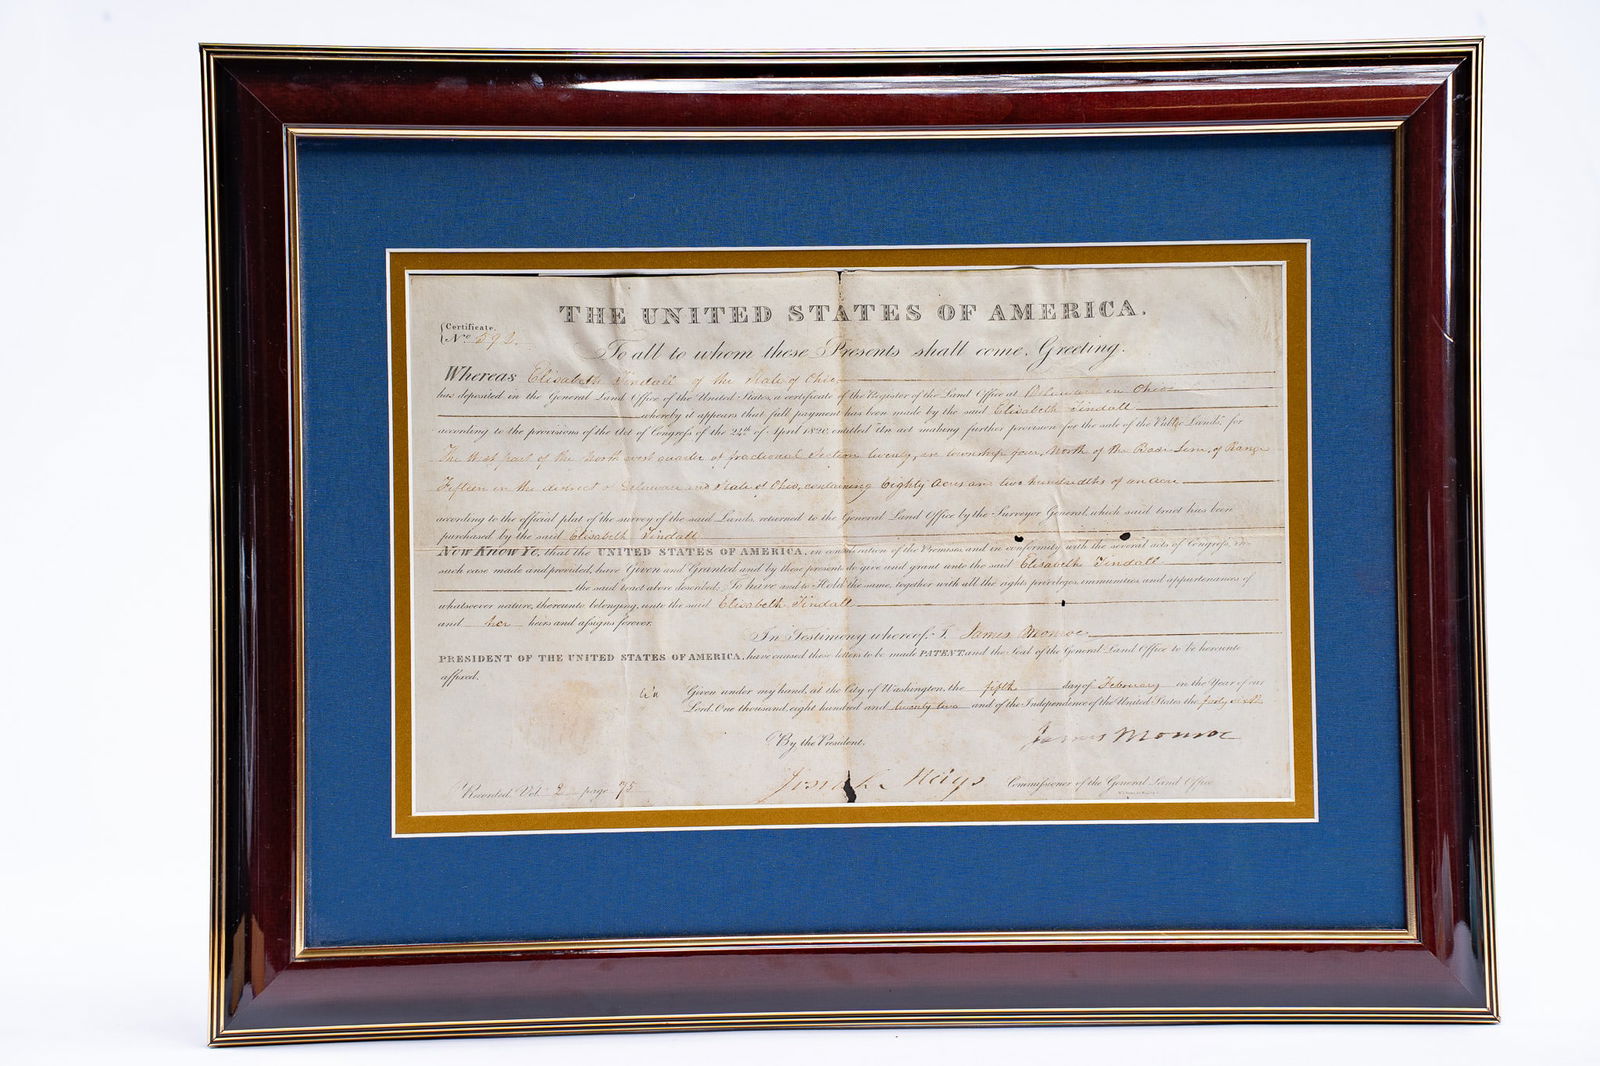 THE UNITED STATES OF AMERICA.
{Certificate.
{No. 592.
To all to whom these Presents shall come, Greeting.
Whereas Elisabeth Tindall of the State of Ohio
has deposited in the General Land Office of the United States, a certificate of the Register of the Land Office at Delaware in Ohio
whereby it appears that full payment has been made by the said Elisabeth Tindall
according to the provisions of the Act of Congress of the 24th of April 1820, entitled "An act making further provision for the sale of the Public Lands," for
The West part of the North west quarter of fractional Section twenty, in township four, North of the Base Line, of Range
Fifteen in the district of Delaware and State of Ohio, containing Eighty Acres and two hundredths of an acre
according to the official plat of the survey of the said Lands, returned to the General Land Office by the Surveyor General, which said tract has been
purchased by the said Elisabeth Tindall
Now Know Ye, that the UNITED STATES OF AMERICA, in consideration of the Premises, and in conformity with the several acts of Congress, in
such case made and provided, have Given and Granted and by these presents do give and grant unto the said Elisabeth Tindall
the said tract above described; To have and to Hold the same, together with all the rights, privileges, immunities and appurtenances of
whatsoever nature, thereunto belonging, unto the said Elisabeth Tindall
and her heirs and assigns forever.
In Testimony whereof, I, James Monroe
PRESIDENT OF THE UNITED STATES OF AMERICA, have caused these letters to be made PATENT and the Seal of the General Land Office to be hereunto
affixed.
Given under my hand, at the City of Washington, the fifth day of February in the Year of our
Lord One thousand, eight hundred and twenty two and of the Independence of the United States the forty sixth
By the President, James Monroe
Recorded, Vol. 2 page 75 Josiah Meigs Commissioner of the General Land Office